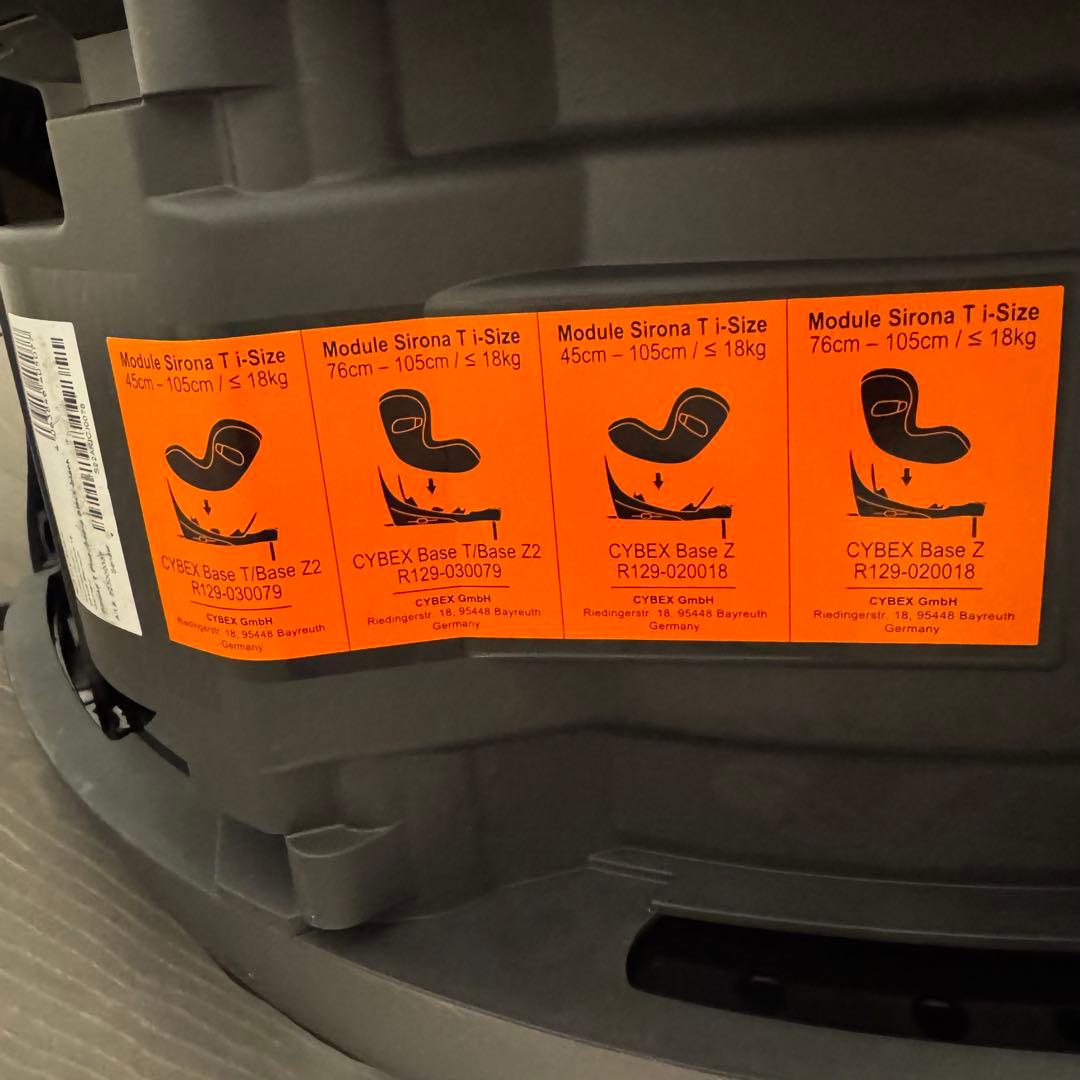 Module Sirona T i-Size
45cm – 105cm / ≤ 18kg
CYBEX Base T/Base Z2
R129-030079
CYBEX GmbH
Riedingerstr. 18, 95448 Bayreuth
Germany
Module Sirona T i-Size
76cm – 105cm / ≤ 18kg
CYBEX Base T/Base Z2
R129-030079
CYBEX GmbH
Riedingerstr. 18, 95448 Bayreuth
Germany
Module Sirona T i-Size
45cm – 105cm / ≤ 18kg
CYBEX Base Z
R129-020018
CYBEX GmbH
Riedingerstr. 18, 95448 Bayreuth
Germany
Module Sirona T i-Size
76cm – 105cm / ≤ 18kg
CYBEX Base Z
R129-020018
CYBEX GmbH
Riedingerstr. 18, 95448 Bayreuth
Germany